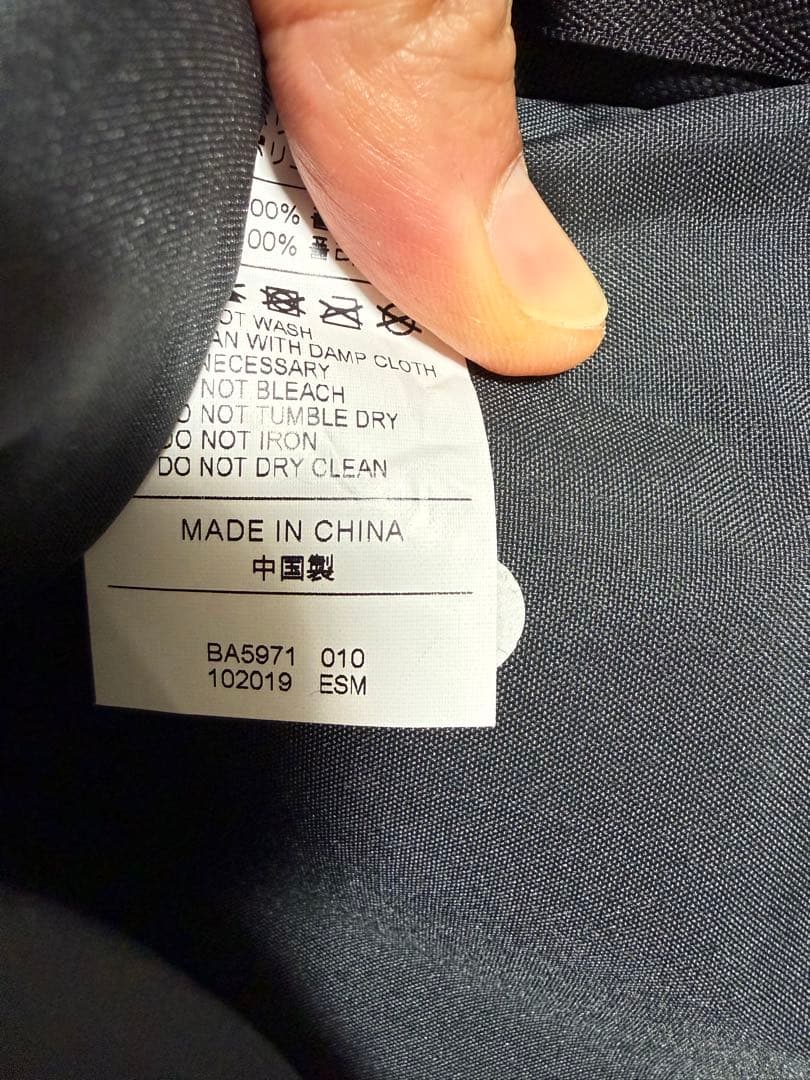 00%
00%
OT WASH
AN WITH DAMP CLOTH
NECESSARY
NOT BLEACH
O NOT TUMBLE DRY
DO NOT IRON
DO NOT DRY CLEAN
MADE IN CHINA
中国製
BA5971 010
102019 ESM